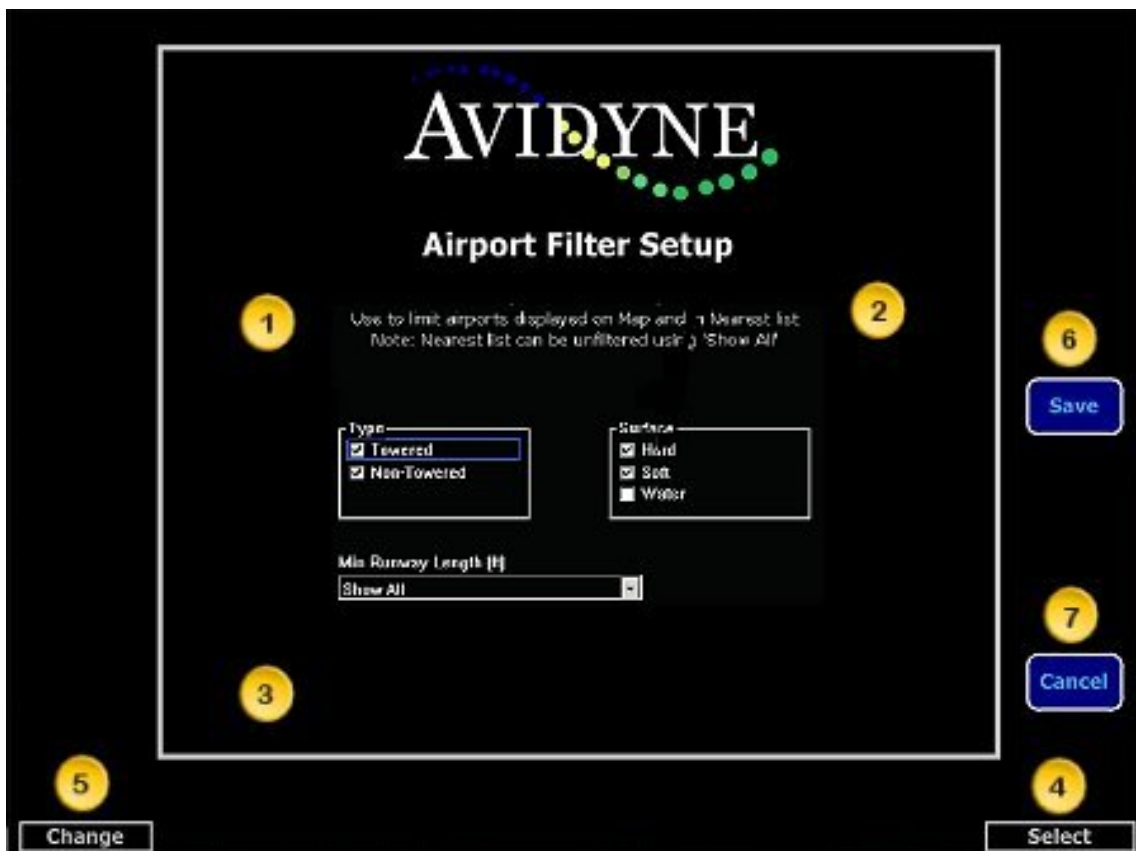 AVIDYNE
Airport Filter Setup
1
2
Use to limit airports displayed on Map and in Nearest list
Note: Nearest list can be unfiltered using 'Show All'
6
Save
Type
Towered
Non-Towered
Surface
Hard
Soft
Water
Min Runway Length (ft)
Show All
7
3
Cancel
5
4
Change
Select